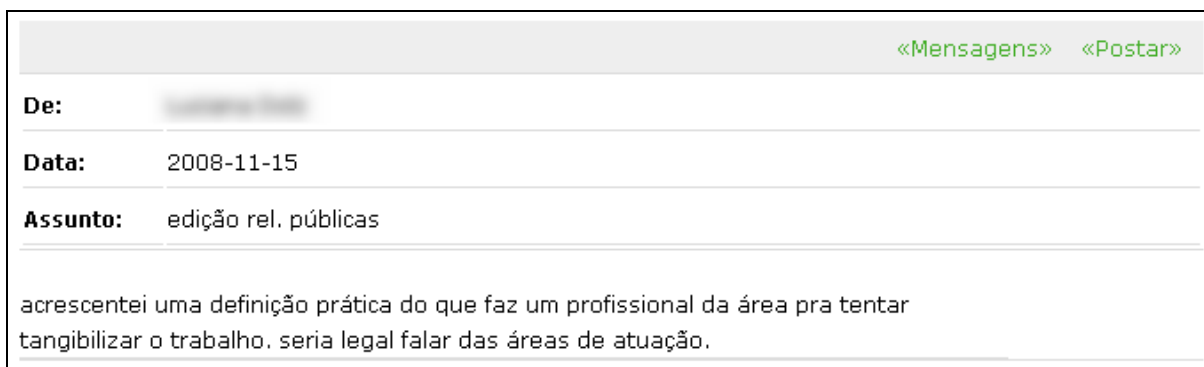 «Mensagens» «Postar»
De:
Data: 2008-11-15
Assunto: edição rel. públicas
acrescentei uma definição prática do que faz um profissional da área pra tentar
tangibilizar o trabalho. seria legal falar das áreas de atuação.